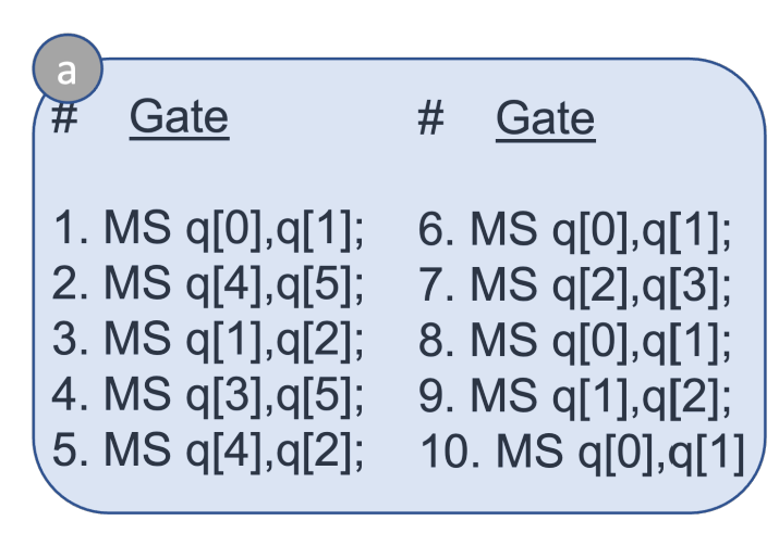 a
# Gate # Gate
1. MS q[0],q[1]; 6. MS q[0],q[1];
2. MS q[4],q[5]; 7. MS q[2],q[3];
3. MS q[1],q[2]; 8. MS q[0],q[1];
4. MS q[3],q[5]; 9. MS q[1],q[2];
5. MS q[4],q[2]; 10. MS q[0],q[1]